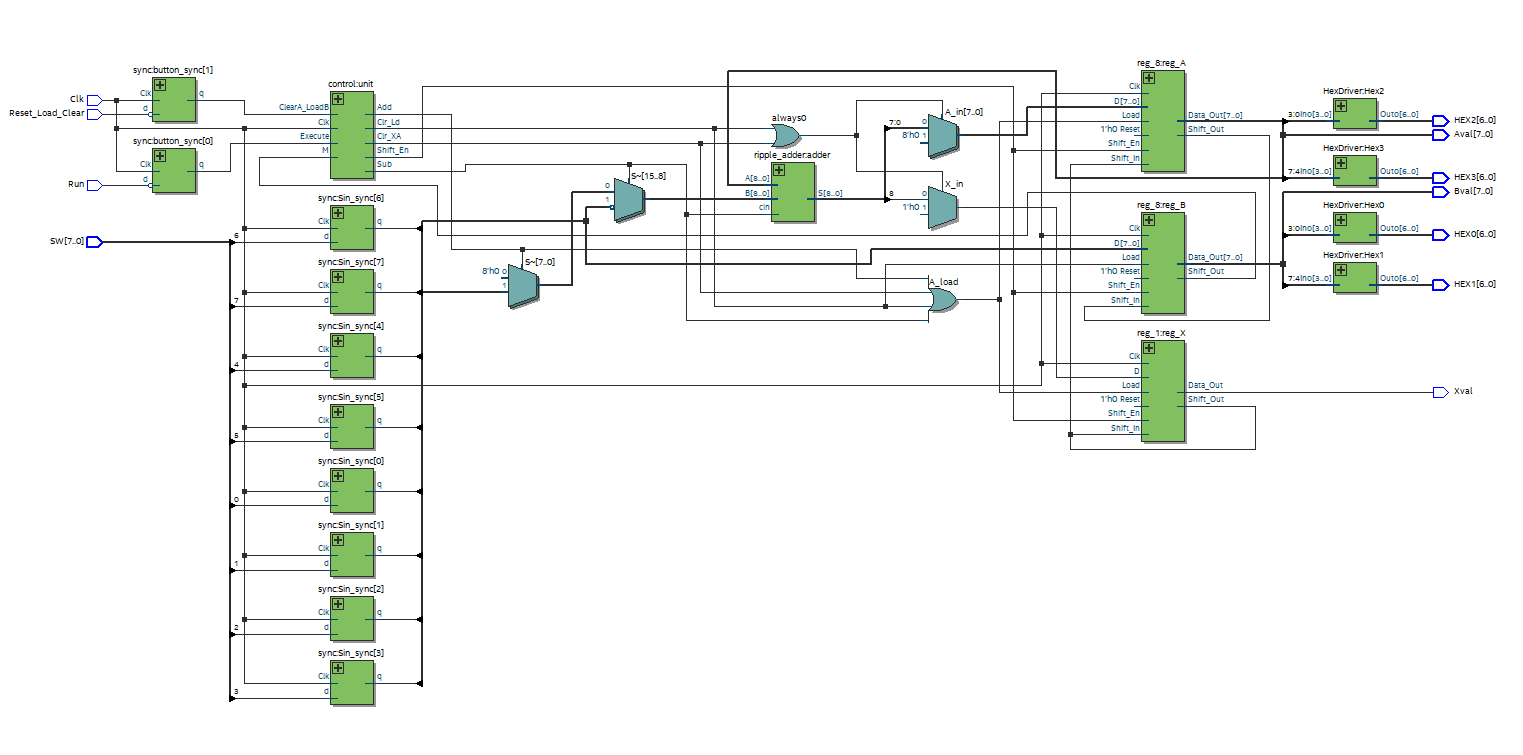 sync:button_sync[1]
Clk
d
q
Clk
Reset_Load_Clear
sync:button_sync[0]
Clk
d
q
Run
SW[7..0]
control:unit
ClearA_LoadB
Clk
Execute
M
Add
Clr_Ld
Clr_XA
Shift_En
Sub
sync:Sin_sync[6]
Clk
6
d
q
sync:Sin_sync[7]
Clk
7
d
q
sync:Sin_sync[4]
Clk
4
d
q
sync:Sin_sync[5]
Clk
5
d
q
sync:Sin_sync[0]
Clk
0
d
q
sync:Sin_sync[1]
Clk
1
d
q
sync:Sin_sync[2]
Clk
2
d
q
sync:Sin_sync[3]
Clk
3
d
q
S~[7..0]
8'h0 0
1
S~[15..8]
0
1
always0
ripple_adder:adder
A[8..0]
B[8..0]
cin
S[8..0]
A_in[7..0]
7:0
0
8'h0 1
X_in
8
0
1'h0 1
A_load
reg_8:reg_A
Clk
D[7..0]
Load
1'h0 Reset
Shift_En
Shift_In
Data_Out[7..0]
Shift_Out
reg_8:reg_B
Clk
D[7..0]
Load
1'h0 Reset
Shift_En
Shift_In
Data_Out[7..0]
Shift_Out
reg_1:reg_X
Clk
D
Load
1'h0 Reset
Shift_En
Shift_In
Data_Out
Shift_Out
HexDriver:Hex2
3:0 In0[3..0]
Out0[6..0]
HEX2[6..0]
Aval[7..0]
HexDriver:Hex3
7:4 In0[3..0]
Out0[6..0]
HEX3[6..0]
Bval[7..0]
HexDriver:Hex0
3:0 In0[3..0]
Out0[6..0]
HEX0[6..0]
HexDriver:Hex1
7:4 In0[3..0]
Out0[6..0]
HEX1[6..0]
Xval